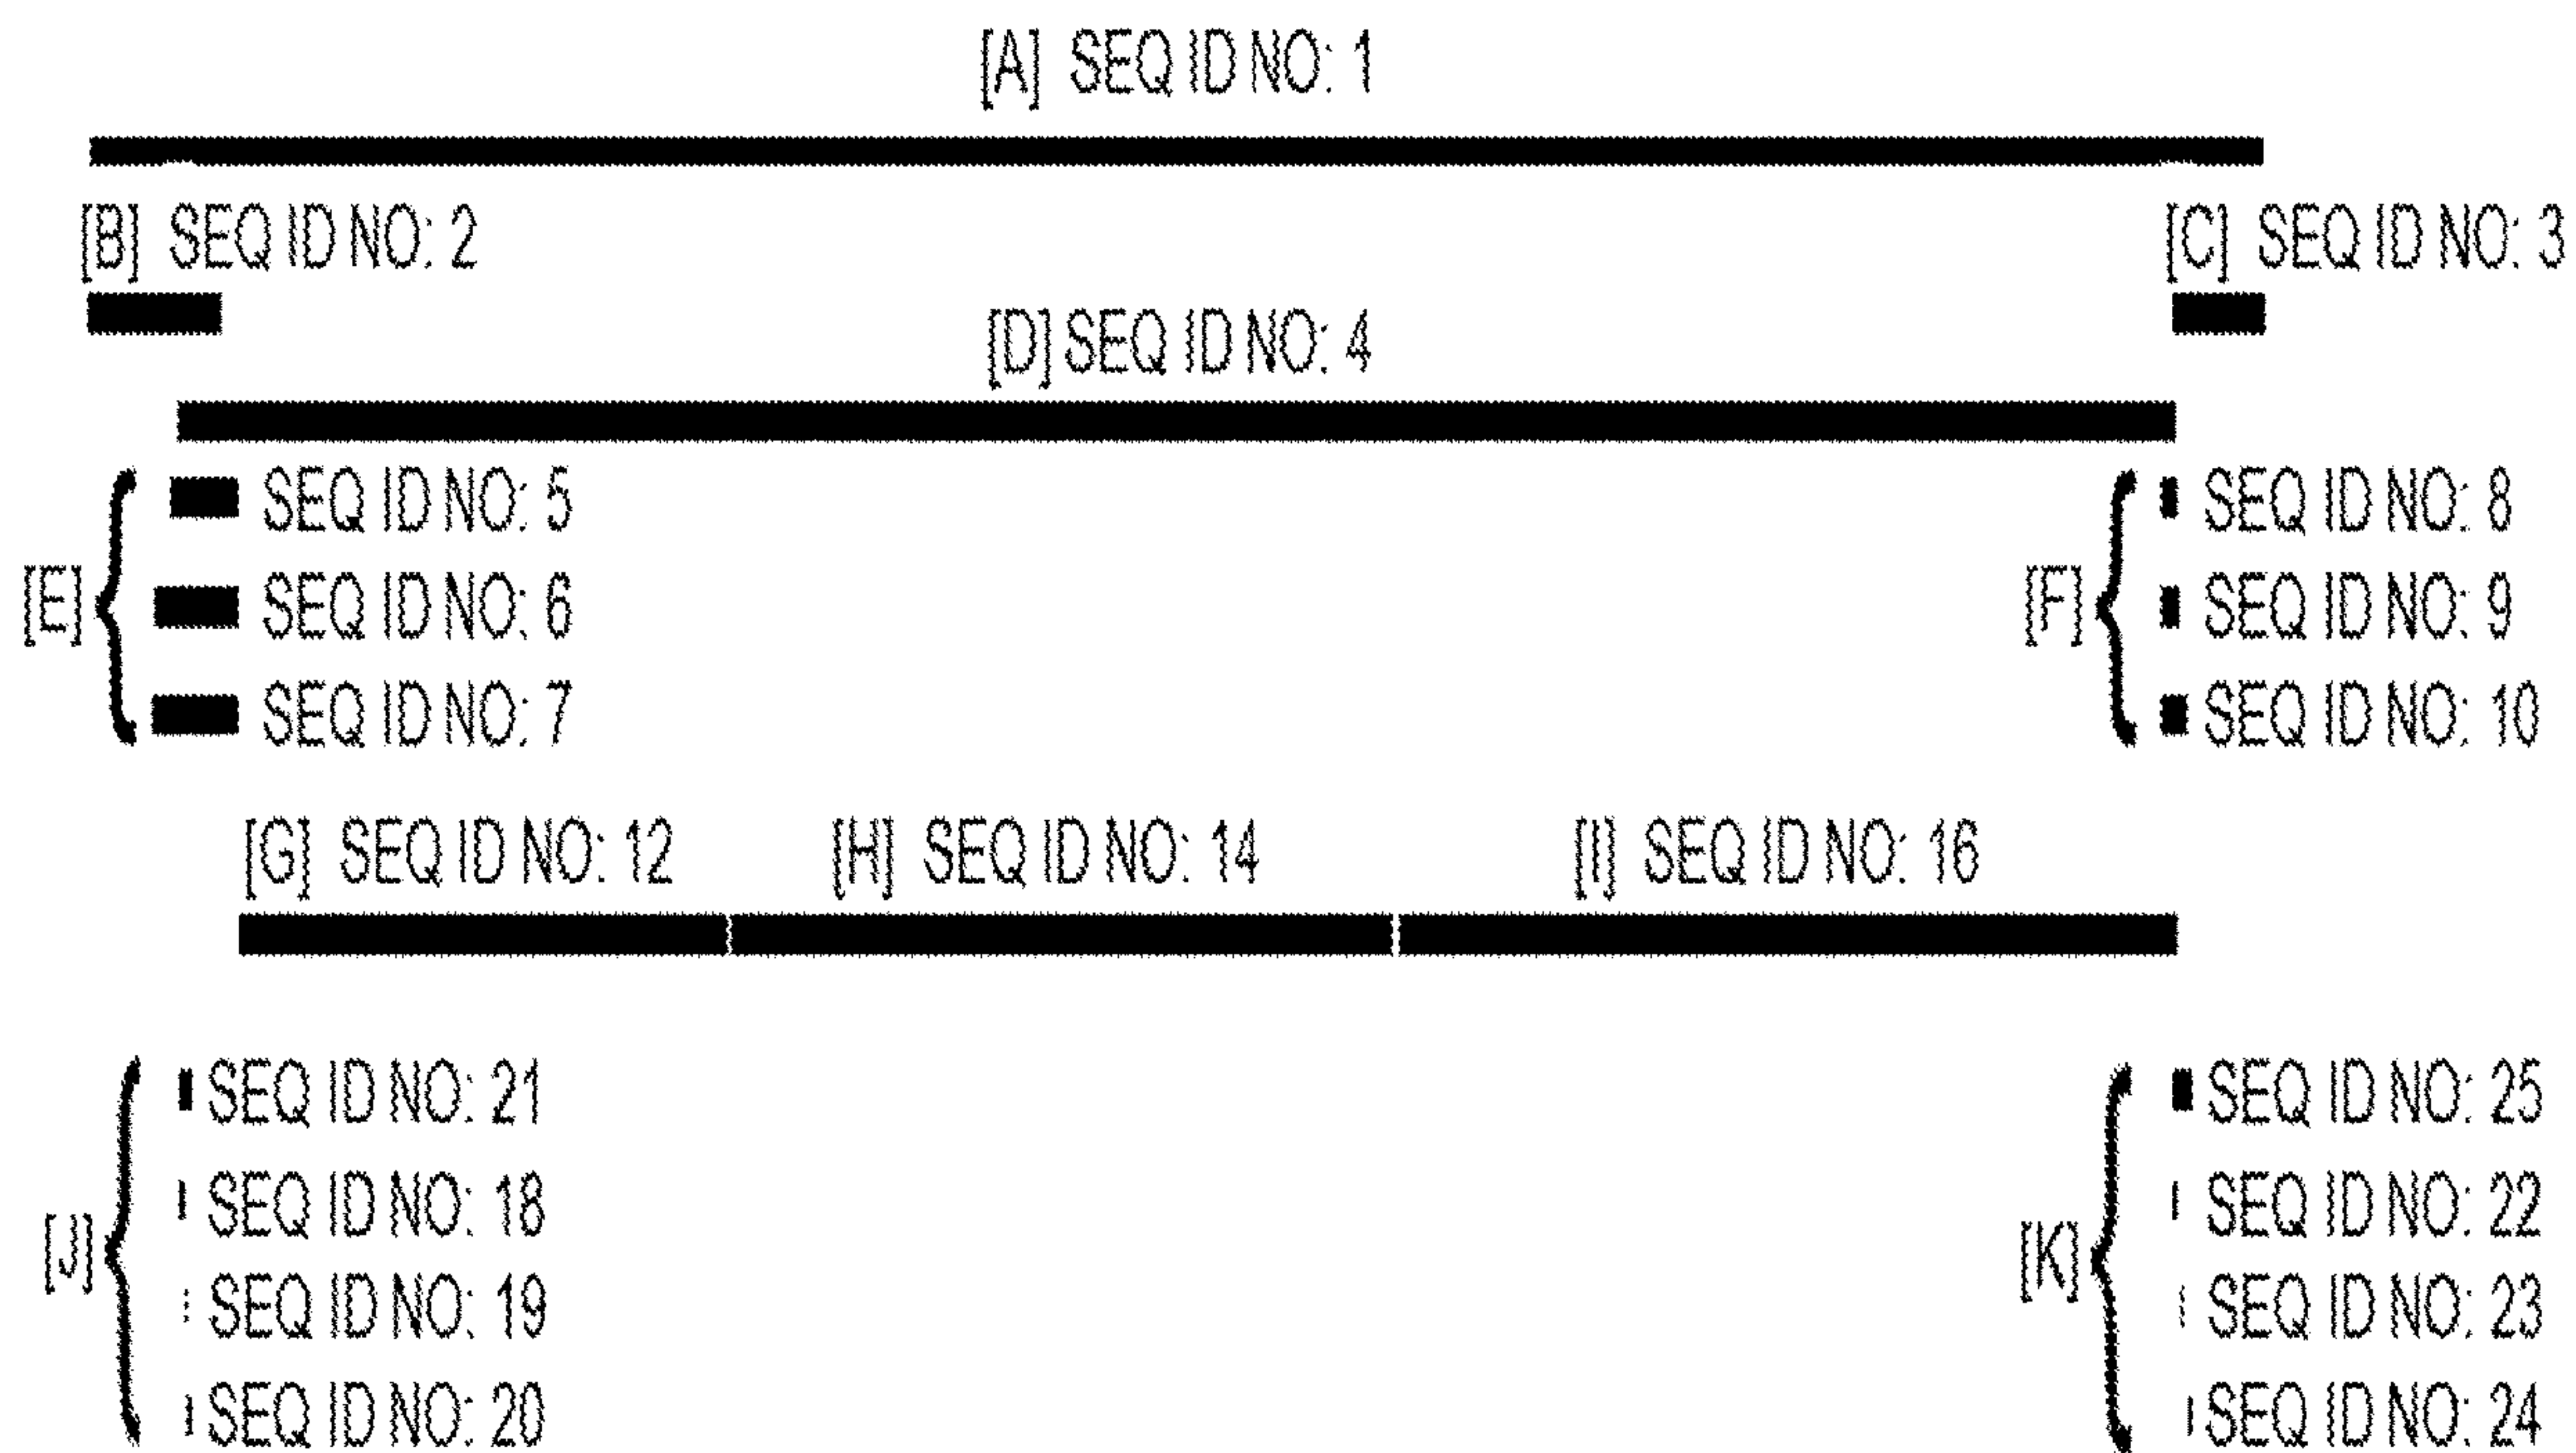 [A] SEQ ID NO: 1
[B] SEQ ID NO: 2
[C] SEQ ID NO: 3
[D] SEQ ID NO: 4
[E]
SEQ ID NO: 5
SEQ ID NO: 6
SEQ ID NO: 7
[F]
SEQ ID NO: 8
SEQ ID NO: 9
SEQ ID NO: 10
[G] SEQ ID NO: 12
[H] SEQ ID NO: 14
[I] SEQ ID NO: 16
[J]
SEQ ID NO: 21
SEQ ID NO: 18
SEQ ID NO: 19
SEQ ID NO: 20
[K]
SEQ ID NO: 25
SEQ ID NO: 22
SEQ ID NO: 23
SEQ ID NO: 24